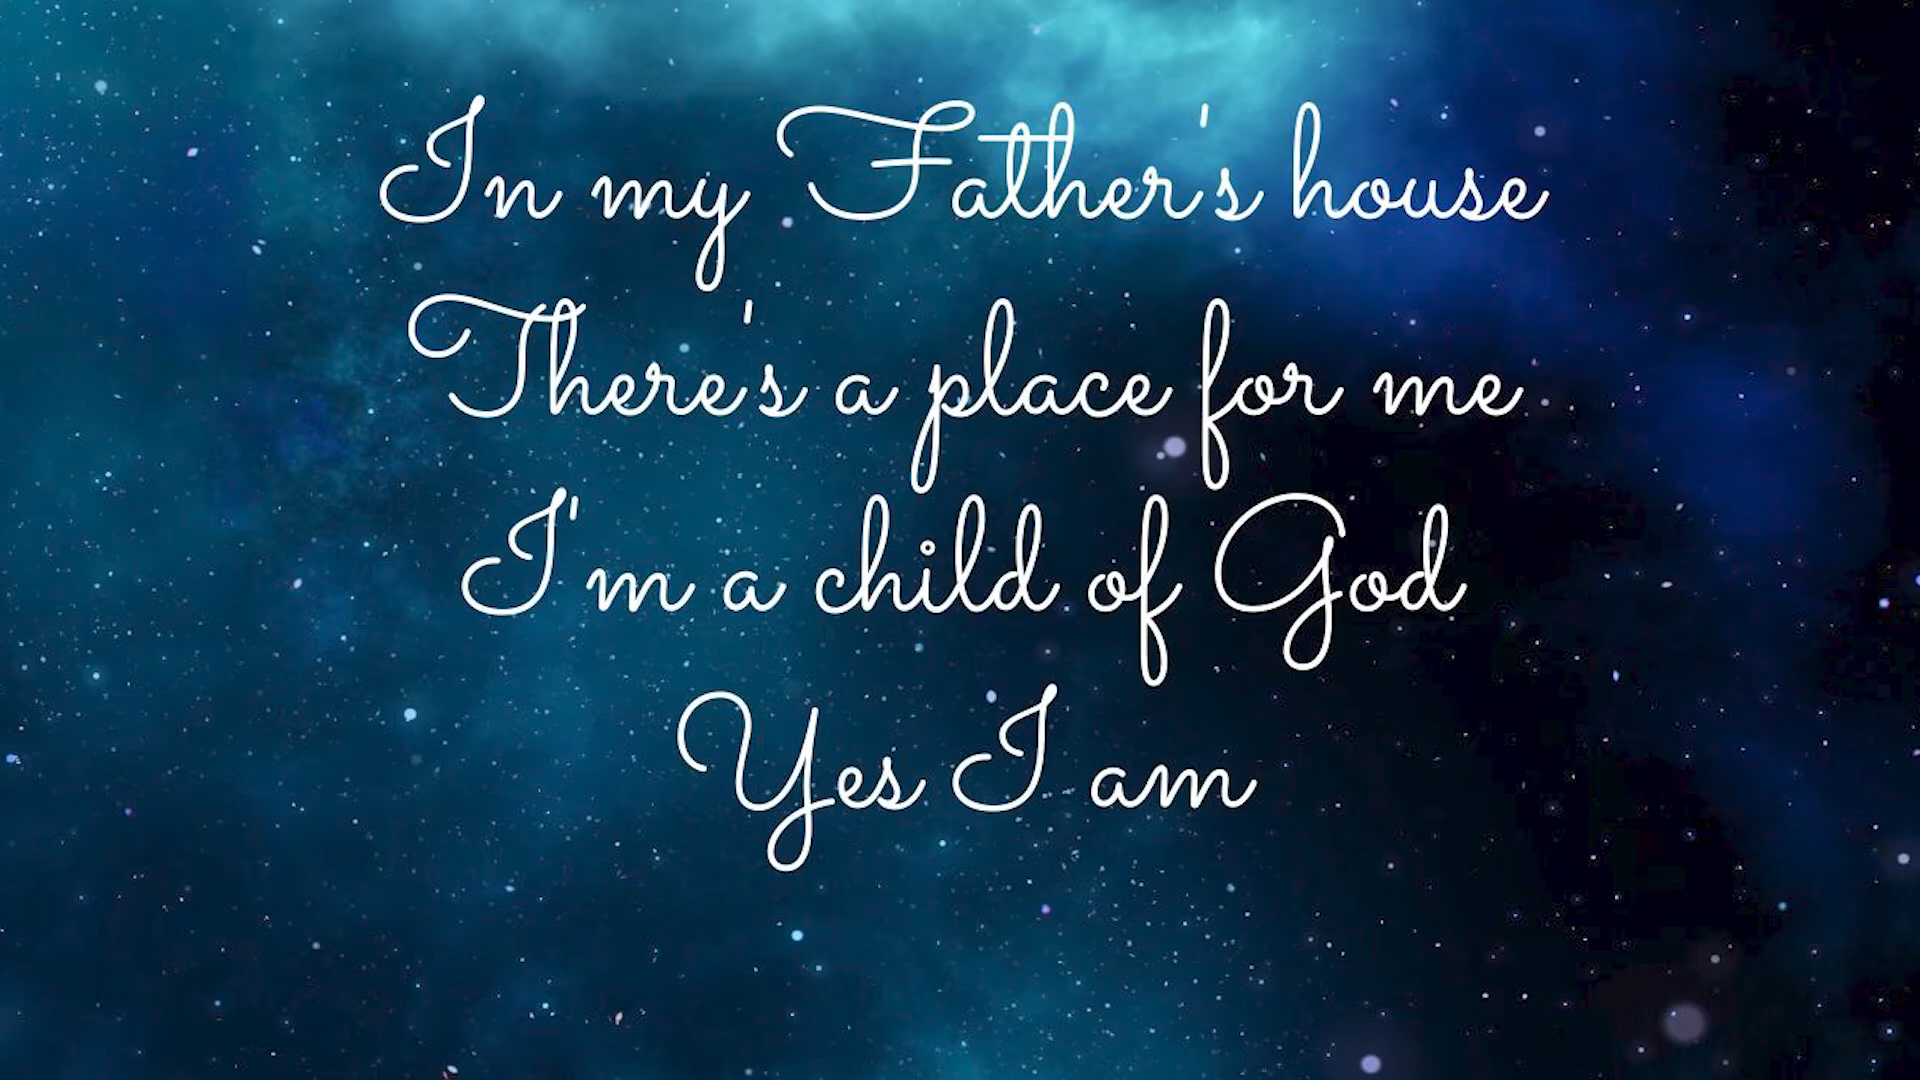 In my Father's house
There's a place for me
I'm a child of God
Yes I am